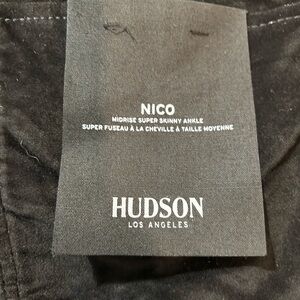 NICO
MIDRISE SUPER SKINNY ANKLE
SUPER FUSEAU À LA CHEVILLE À TAILLE MOYENNE
HUDSON
LOS ANGELES